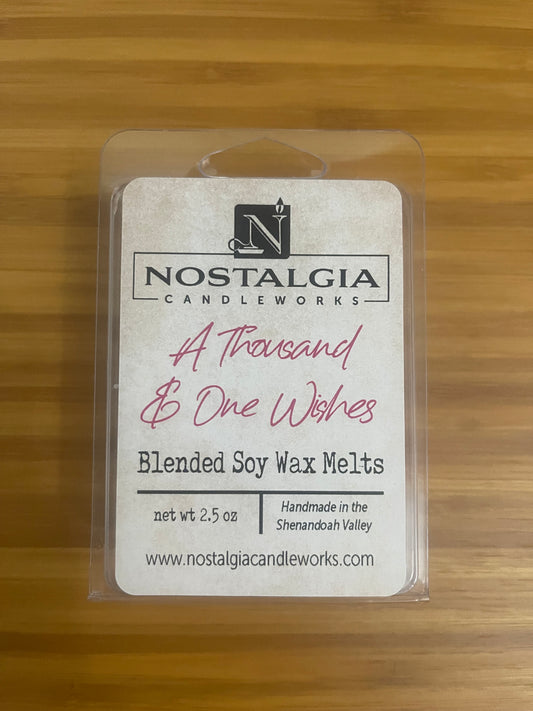 N
NOSTALGIA
CANDLEWORKS
A Thousand
& One Wishes
Blended Soy Wax Melts
net wt 2.5 oz
Handmade in the
Shenandoah Valley
www.nostalgiacandleworks.com